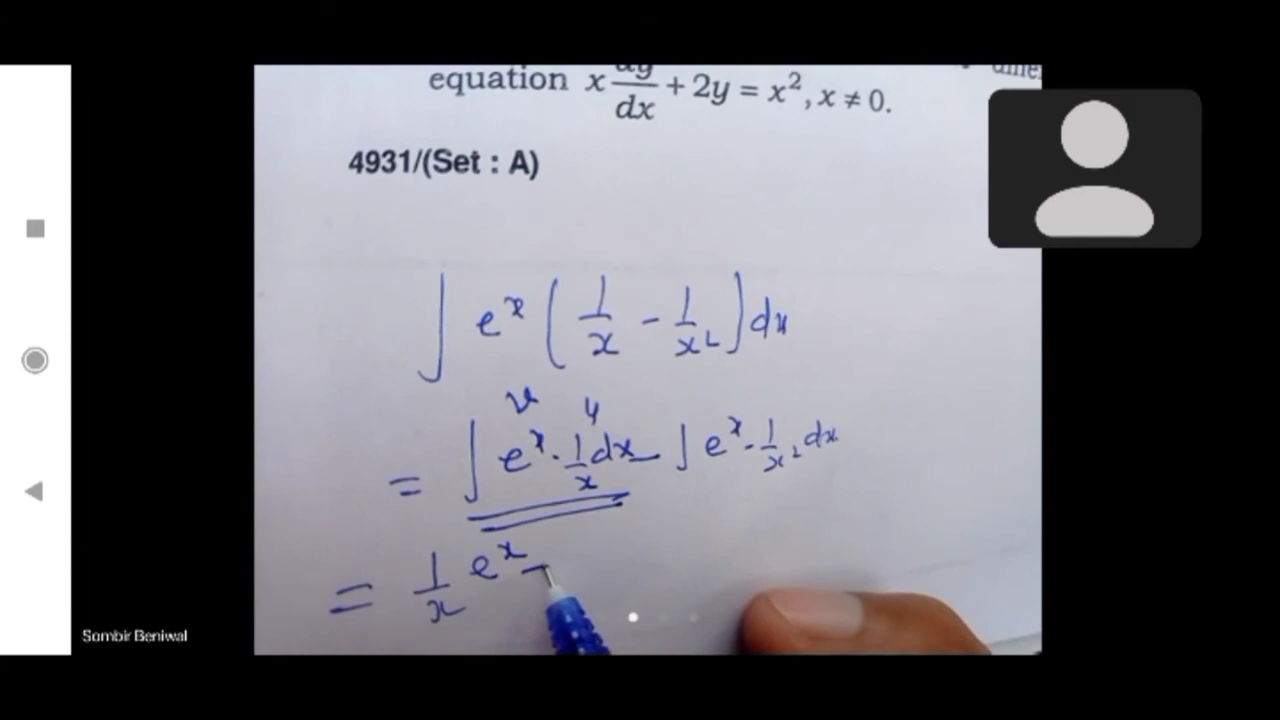 equation x dy/dx + 2y = x², x ≠ 0.
4931/(Set : A)
∫ eˣ (1/x - 1/x²) dx
v u
= ∫ eˣ · 1/x dx - ∫ eˣ · 1/x² dx
= 1/x eˣ -
Sombir Beniwal